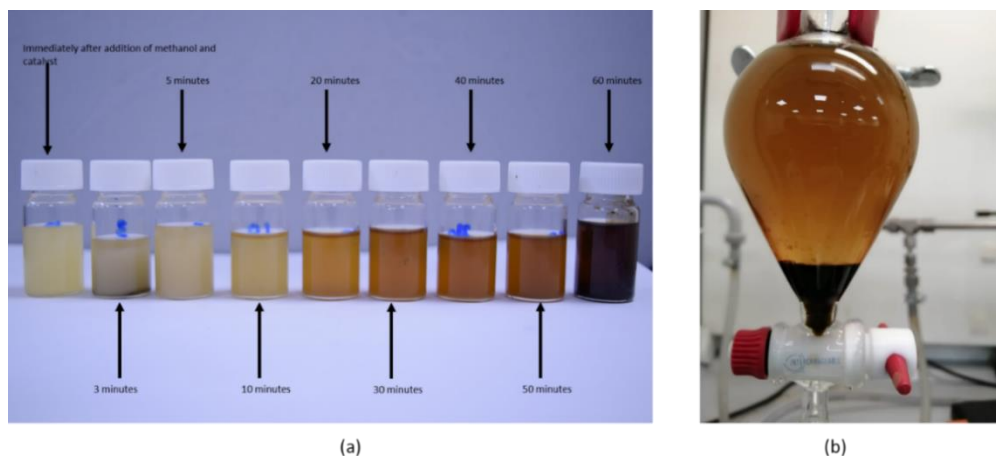 Immediately after addition of methanol and
catalyst
5 minutes
20 minutes
40 minutes
60 minutes
3 minutes
10 minutes
30 minutes
50 minutes
(a)
(b)